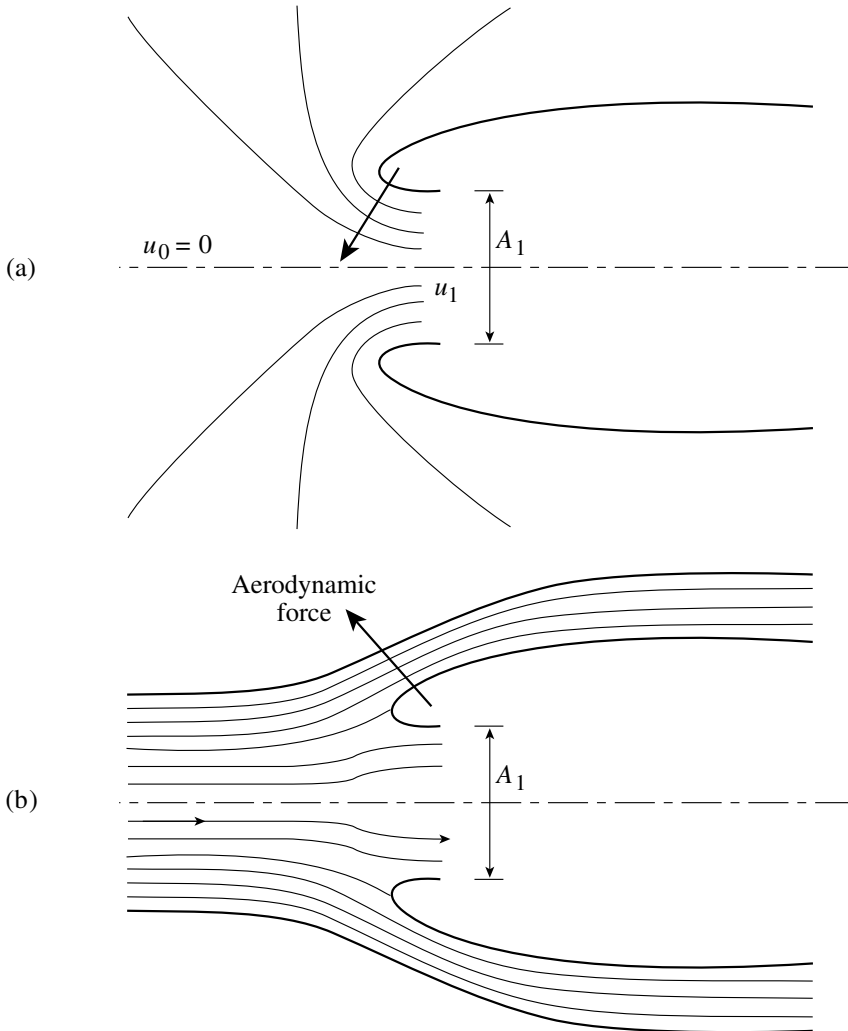 (a)
u₀ = 0
A₁
u₁
Aerodynamic
force
(b)
A₁